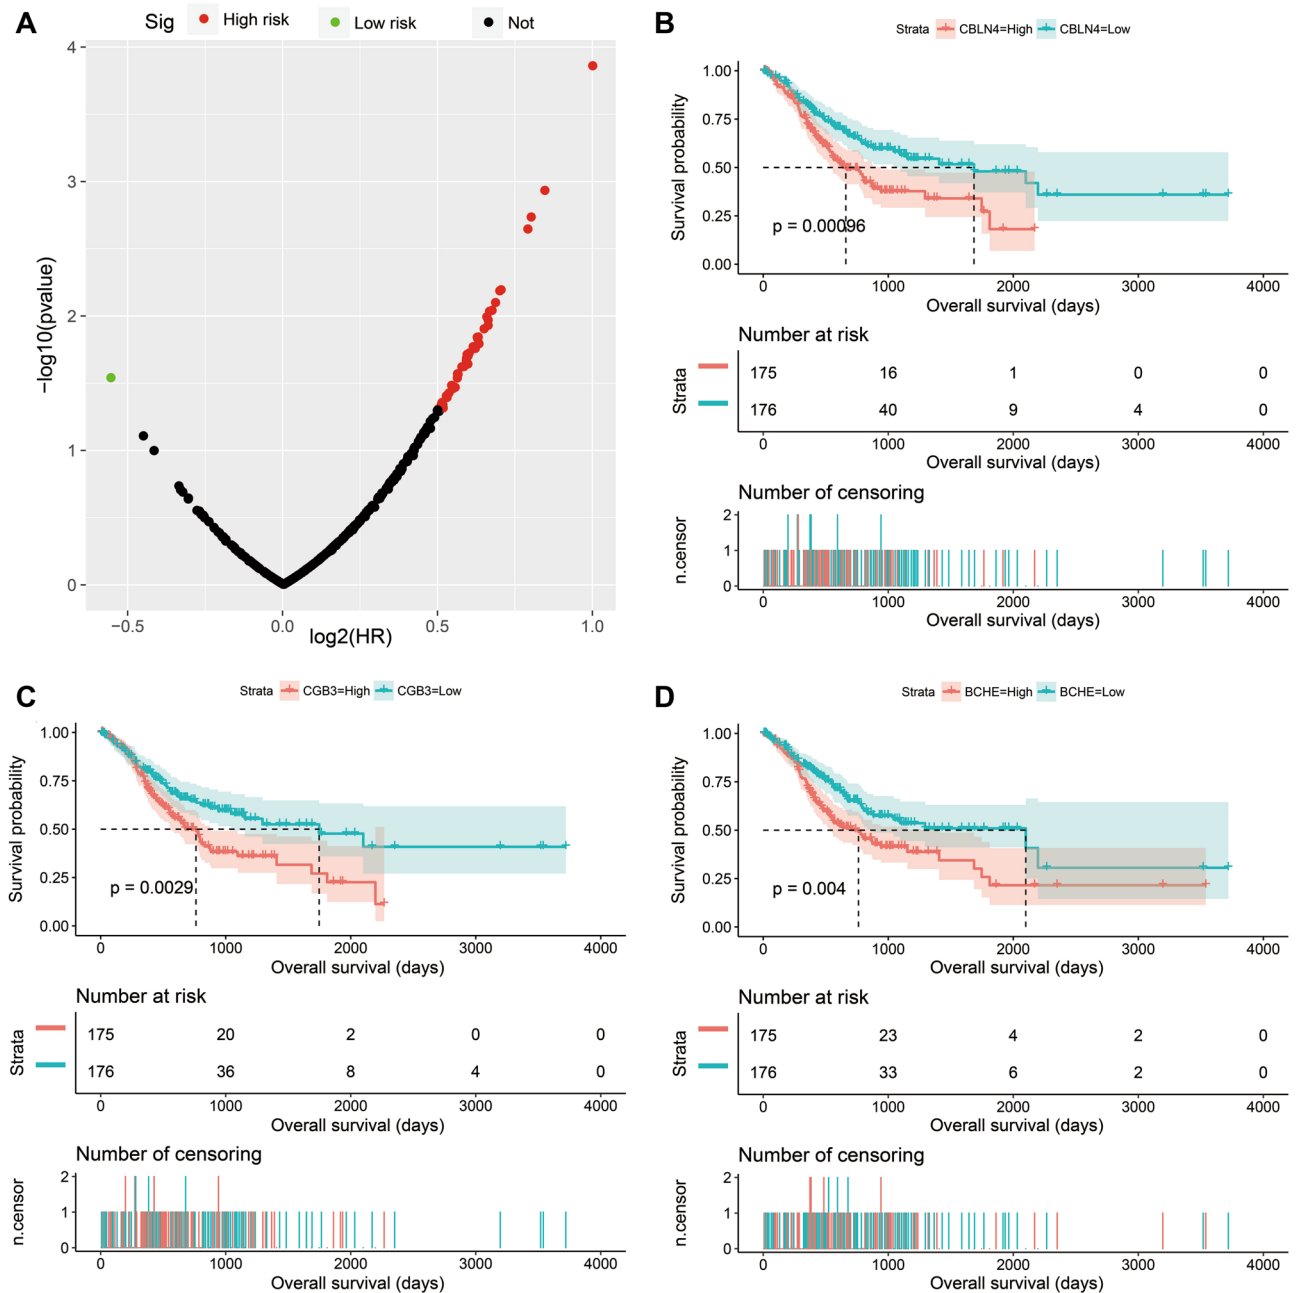 A
Sig High risk Low risk Not
4
3
2
1
0
−log10(pvalue)
−0.5 0.0 0.5 1.0
log2(HR)
B
Strata CBLN4=High CBLN4=Low
1.00
0.75
0.50
0.25
0.00
Survival probability
p = 0.00096
0 1000 2000 3000 4000
Overall survival (days)
Number at risk
Strata
175 16 1 0 0
176 40 9 4 0
0 1000 2000 3000 4000
Overall survival (days)
Number of censoring
n.censor
2
1
0
0 1000 2000 3000 4000
Overall survival (days)
C
Strata CGB3=High CGB3=Low
1.00
0.75
0.50
0.25
0.00
Survival probability
p = 0.0029
0 1000 2000 3000 4000
Overall survival (days)
Number at risk
Strata
175 20 2 0 0
176 36 8 4 0
0 1000 2000 3000 4000
Overall survival (days)
Number of censoring
n.censor
2
1
0
0 1000 2000 3000 4000
Overall survival (days)
D
Strata BCHE=High BCHE=Low
1.00
0.75
0.50
0.25
0.00
Survival probability
p = 0.004
0 1000 2000 3000 4000
Overall survival (days)
Number at risk
Strata
175 23 4 2 0
176 33 6 2 0
0 1000 2000 3000 4000
Overall survival (days)
Number of censoring
n.censor
2
1
0
0 1000 2000 3000 4000
Overall survival (days)